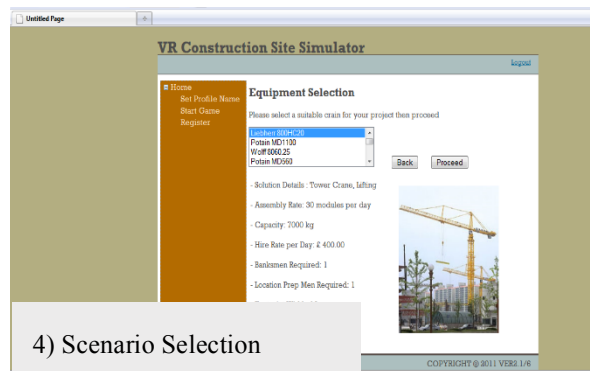 Untitled Page
VR Construction Site Simulator
Logout
Home
Set Profile Name
Start Game
Register
Equipment Selection
Please select a suitable crain for your project then proceed
Liebherr 800HC20
Potain MD1100
Wolff 8060.25
Potain MD560
Back
Proceed
- Solution Details : Tower Crane, lifting
- Assembly Rate: 30 modules per day
- Capacity: 7000 kg
- Hire Rate per Day: £ 400.00
- Banksmen Required: 1
- Location Prep Men Required: 1
4) Scenario Selection
COPYRIGHT @ 2011 VER2.1/6